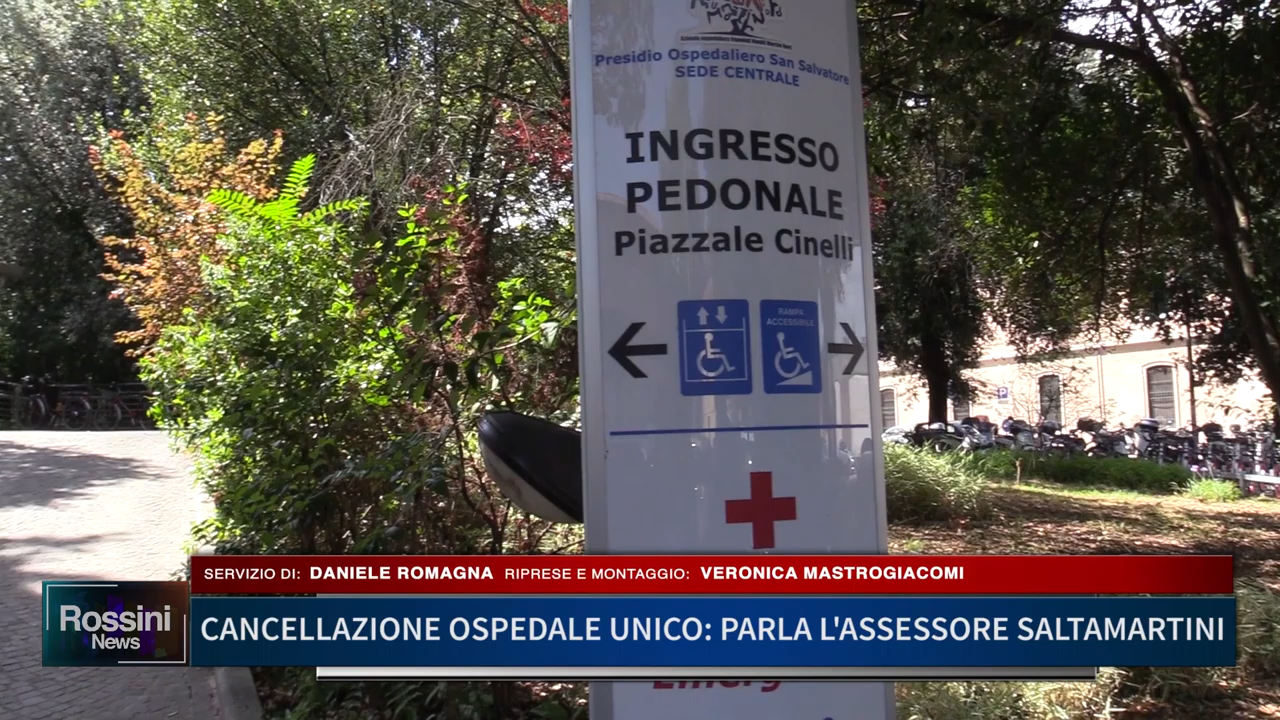 Presidio Ospedaliero San Salvatore
SEDE CENTRALE
INGRESSO
PEDONALE
Piazzale Cinelli
RAMPA
ACCESSIBILE
P
SERVIZIO DI: DANIELE ROMAGNA RIPRESE E MONTAGGIO: VERONICA MASTROGIACOMI
Rossini
News
CANCELLAZIONE OSPEDALE UNICO: PARLA L'ASSESSORE SALTAMARTINI